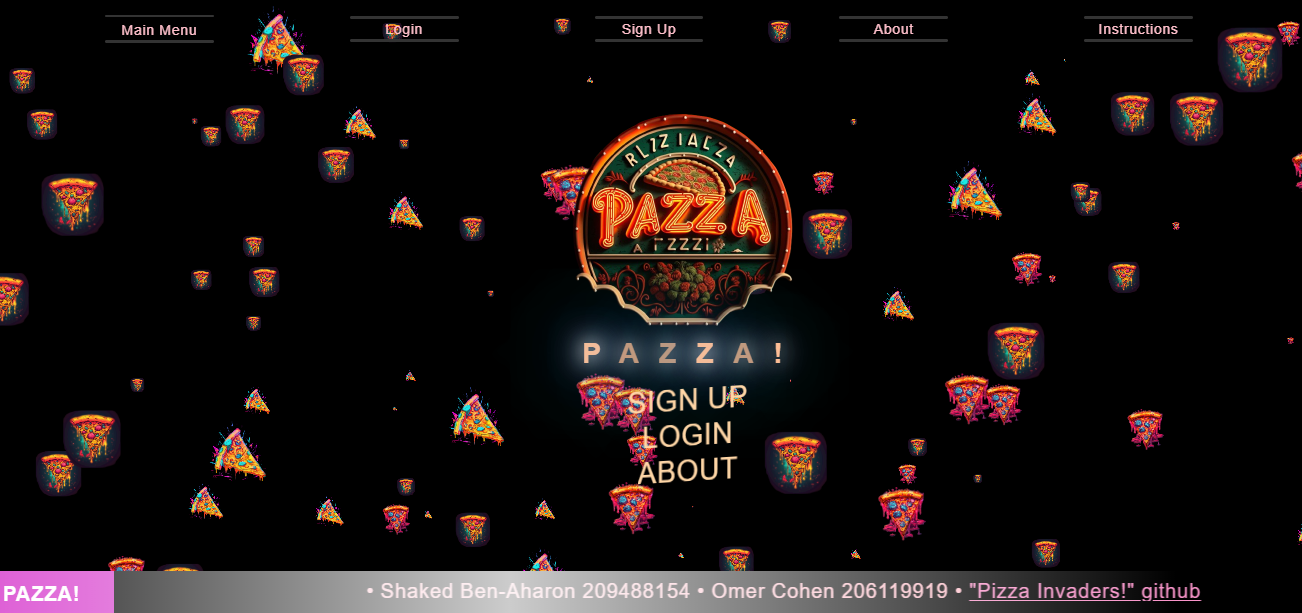 Main Menu Login Sign Up About Instructions
PAZZA
P A Z Z A !
SIGN UP
LOGIN
ABOUT
PAZZA! • Shaked Ben-Aharon 209488154 • Omer Cohen 206119919 • "Pizza Invaders!" github